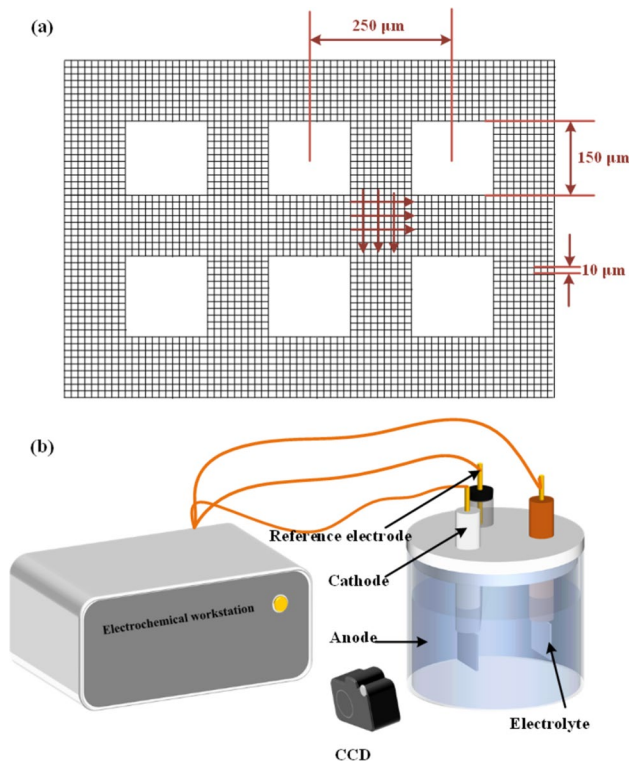 (a)
250 μm
150 μm
10 μm
(b)
Reference electrode
Cathode
Electrochemical workstation
Anode
Electrolyte
CCD